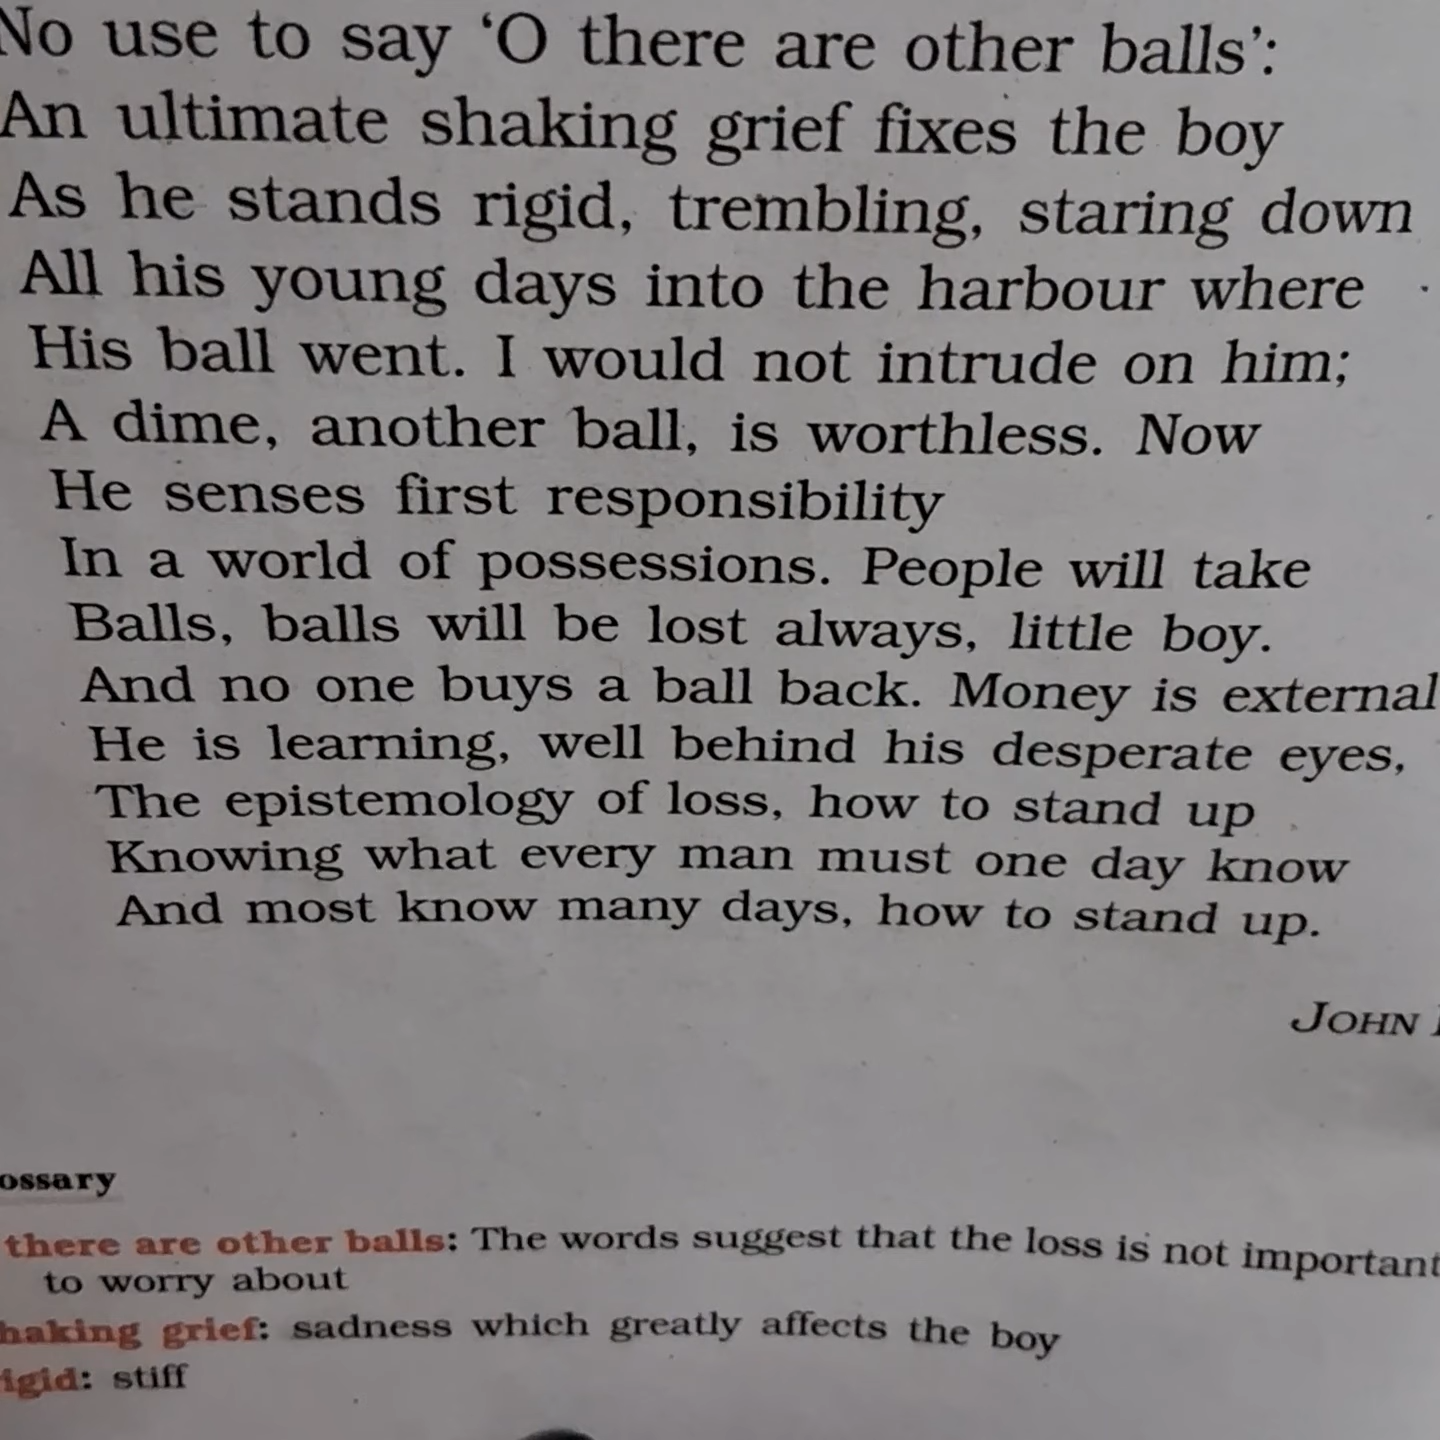 No use to say ‘O there are other balls’:
An ultimate shaking grief fixes the boy
As he stands rigid, trembling, staring down
All his young days into the harbour where
His ball went. I would not intrude on him;
A dime, another ball, is worthless. Now
He senses first responsibility
In a world of possessions. People will take
Balls, balls will be lost always, little boy.
And no one buys a ball back. Money is external
He is learning, well behind his desperate eyes,
The epistemology of loss, how to stand up
Knowing what every man must one day know
And most know many days, how to stand up.
JOHN
ossary
there are other balls: The words suggest that the loss is not important
to worry about
haking grief: sadness which greatly affects the boy
igid: stiff